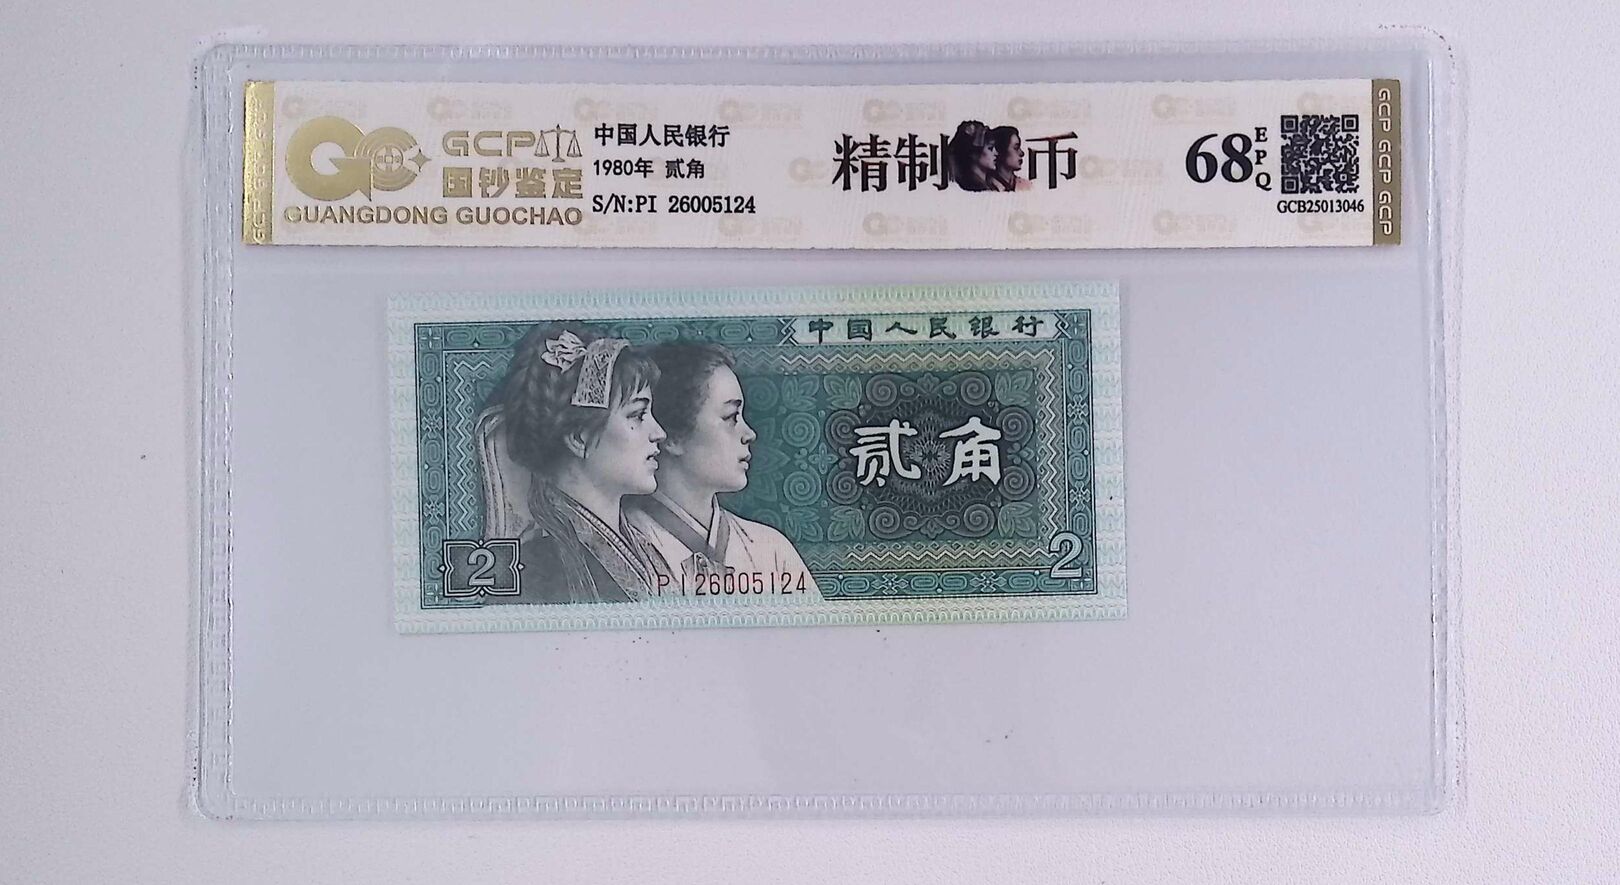 GCP
国钞鉴定
GUANGDONG GUOCHAO
中国人民银行
1980年 贰角
S/N:PI 26005124
精制币
68
EPQ
GCB25013046
GCP GCP GCP
中国人民银行
贰角
2
2
PI26005124